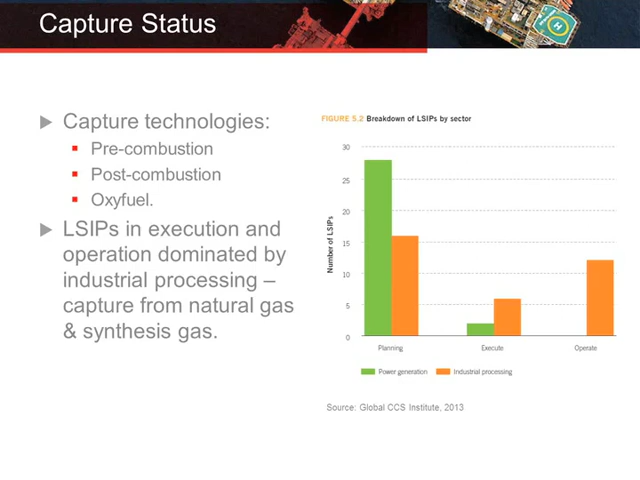 Capture Status
Capture technologies:
Pre-combustion
Post-combustion
Oxyfuel.
LSIPs in execution and
operation dominated by
industrial processing –
capture from natural gas
& synthesis gas.
FIGURE 5.2 Breakdown of LSIPs by sector
Number of LSIPs
30
25
20
15
10
5
0
Planning Execute Operate
Power generation Industrial processing
Source: Global CCS Institute, 2013
H